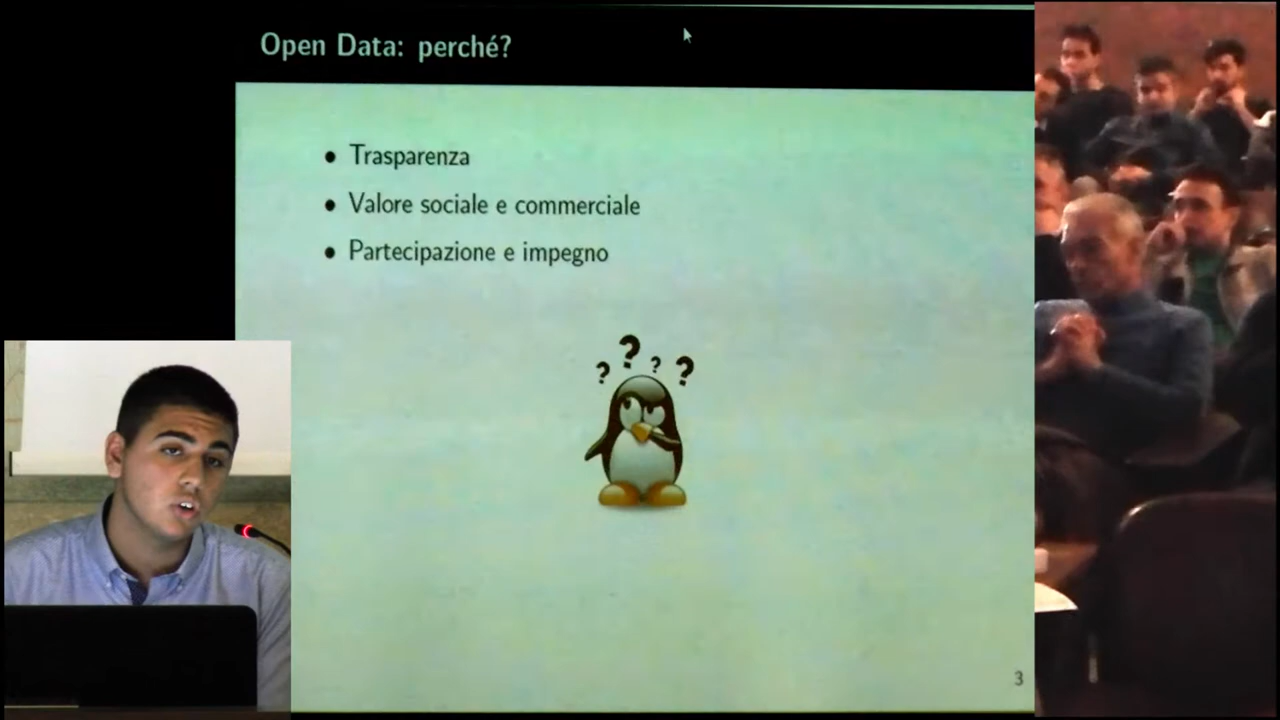 Open Data: perché?
• Trasparenza
• Valore sociale e commerciale
• Partecipazione e impegno
? ? ? ?
3